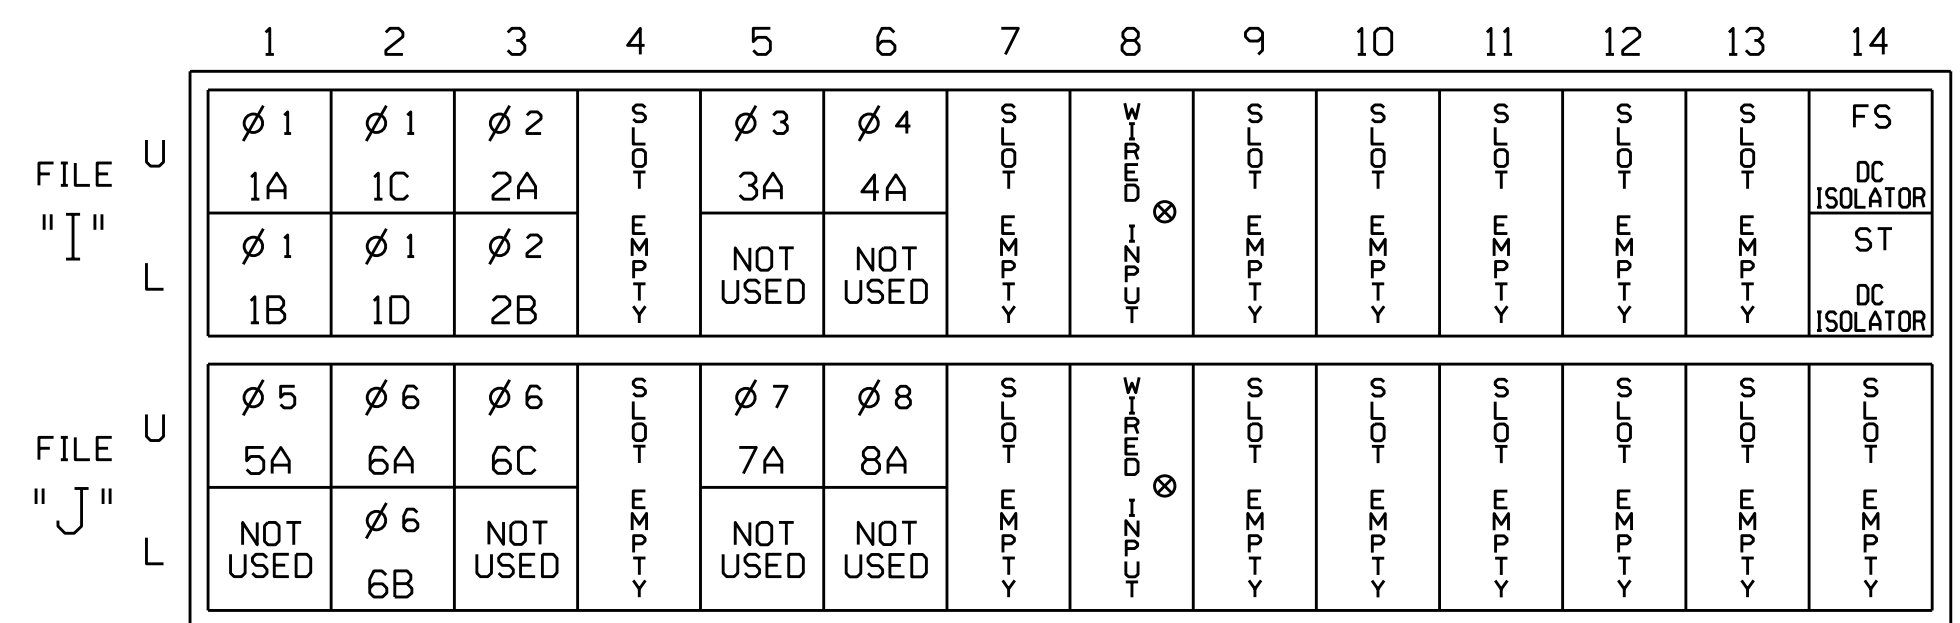 1 2 3 4 5 6 7 8 9 10 11 12 13 14
FILE "I"
U
Ø 1 Ø 1 Ø 2 SLOT EMPTY Ø 3 Ø 4 SLOT EMPTY WIRED INPUT ⊗ SLOT EMPTY SLOT EMPTY SLOT EMPTY SLOT EMPTY SLOT EMPTY FS
1A 1C 2A 3A 4A DC
ISOLATOR
L
Ø 1 Ø 1 Ø 2 NOT NOT ST
USED USED
1B 1D 2B DC
ISOLATOR
FILE "J"
U
Ø 5 Ø 6 Ø 6 SLOT EMPTY Ø 7 Ø 8 SLOT EMPTY WIRED INPUT ⊗ SLOT EMPTY SLOT EMPTY SLOT EMPTY SLOT EMPTY SLOT EMPTY SLOT EMPTY
5A 6A 6C 7A 8A
L
NOT Ø 6 NOT NOT NOT
USED 6B USED USED USED